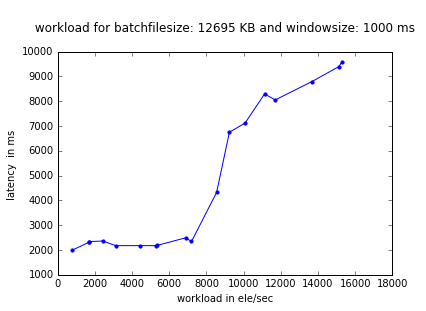 workload for batchfilesize: 12695 KB and windowsize: 1000 ms
10000
9000
8000
7000
6000
5000
4000
3000
2000
1000
latency  in ms
0 2000 4000 6000 8000 10000 12000 14000 16000 18000
workload in ele/sec